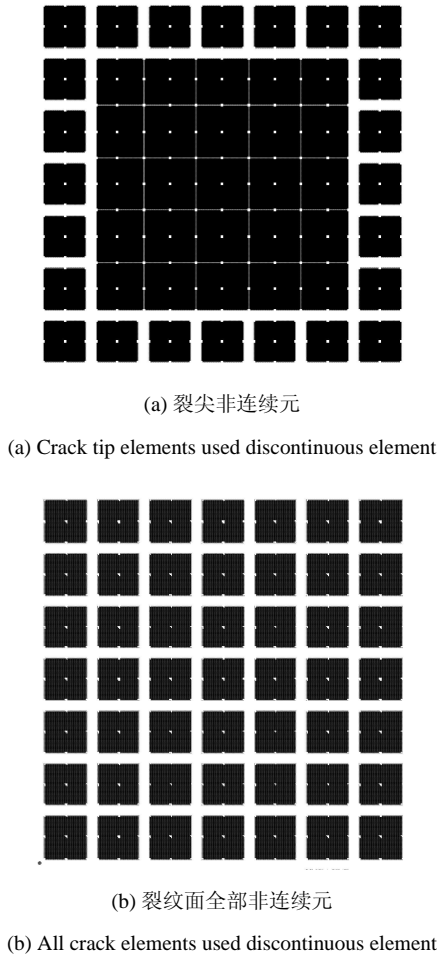 (a) 裂尖非连续元
(a) Crack tip elements used discontinuous element
(b) 裂纹面全部非连续元
(b) All crack elements used discontinuous element